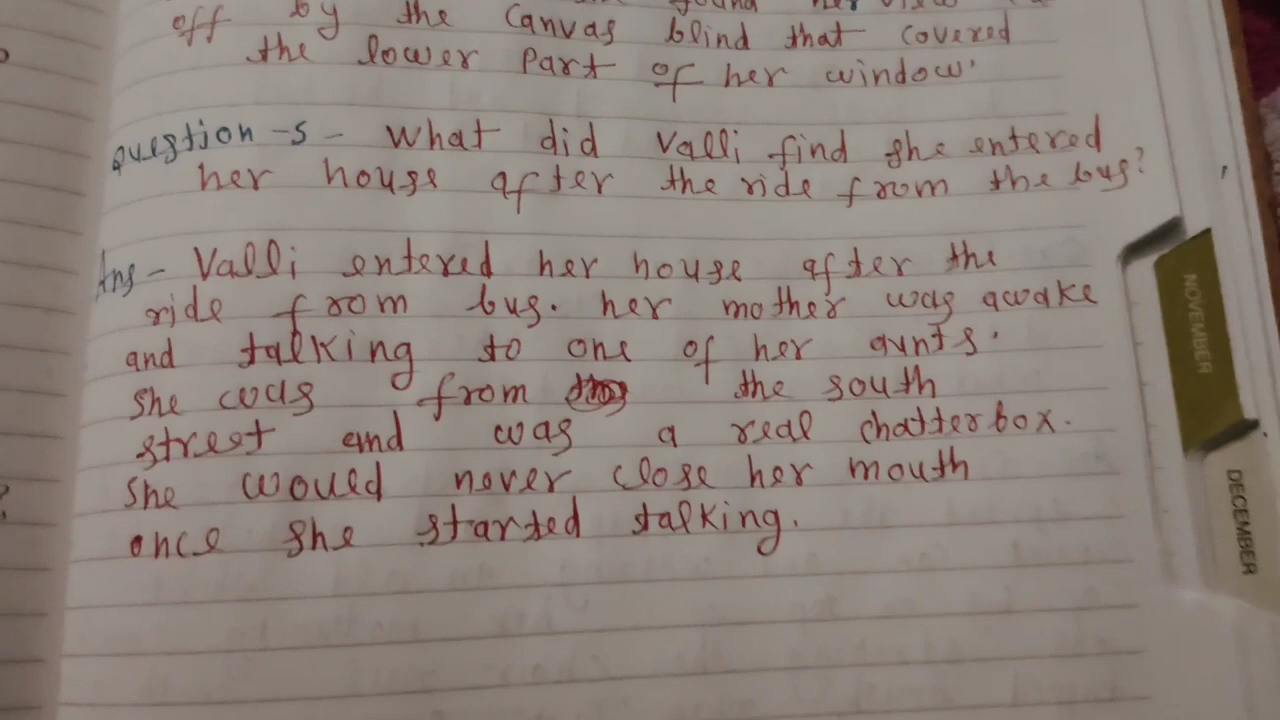 off by the canvas blind that covered
the lower part of her window.
question-5- What did Valli find she entered
her house after the ride from the bus?
Ans- Valli entered her house after the
ride from bus. her mother was awake
and talking to one of her aunts.
She was from the south
street and was a real chatterbox.
She would never close her mouth
once she started talking.
NOVEMBER
DECEMBER